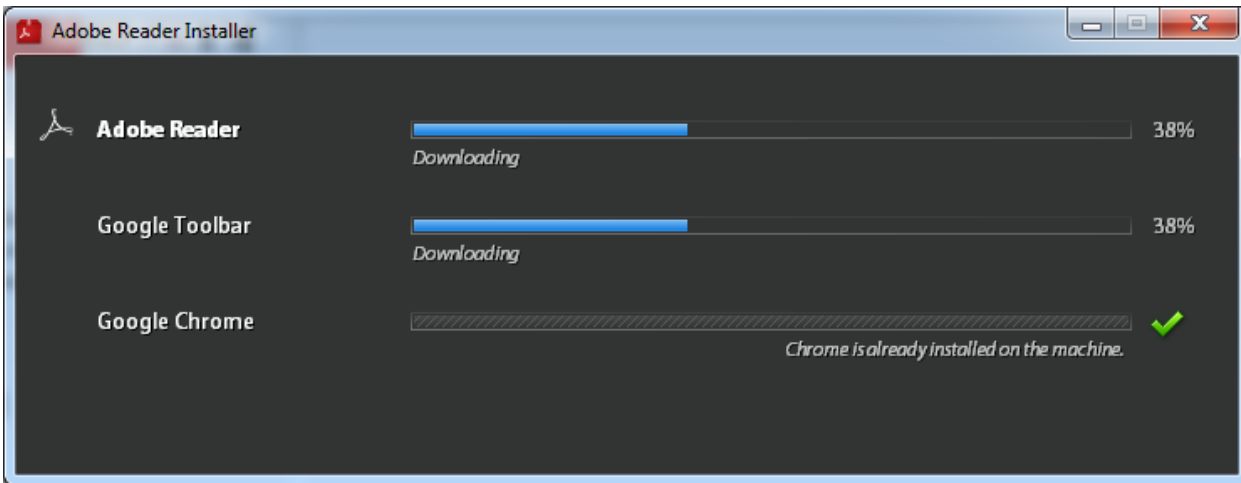 Adobe Reader Installer
Adobe Reader 38%
Downloading
Google Toolbar 38%
Downloading
Google Chrome
Chrome is already installed on the machine.